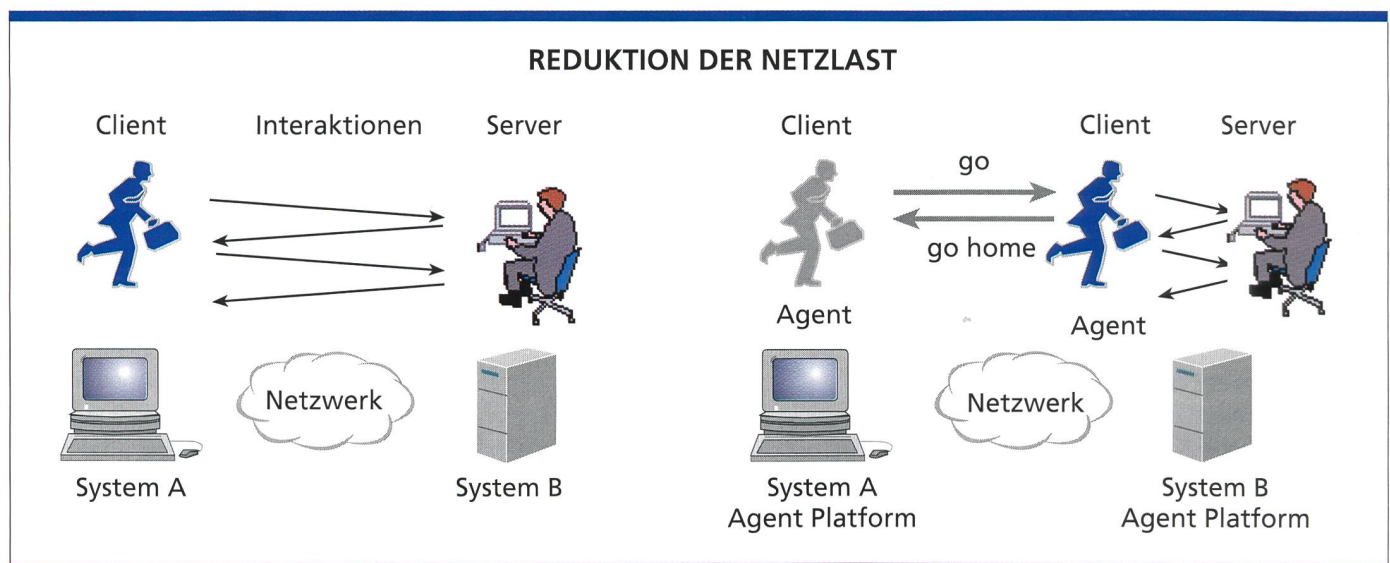 REDUKTION DER NETZLAST
Client Interaktionen Server
Netzwerk
System A System B
Client Client Server
go
go home
Agent Agent
Netzwerk
System A System B
Agent Platform Agent Platform